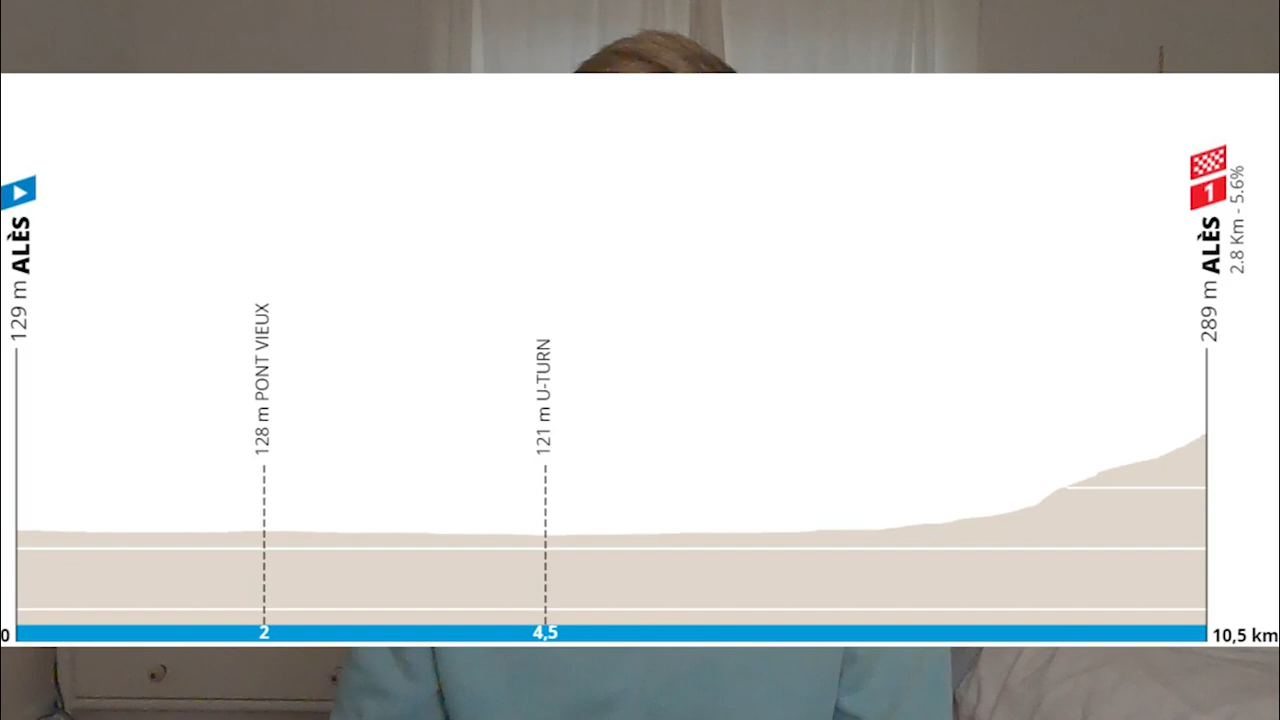 129 m ALÈS
128 m PONT VIEUX
121 m U-TURN
1
289 m ALÈS
2.8 Km - 5.6%
0
2
4,5
10,5 km